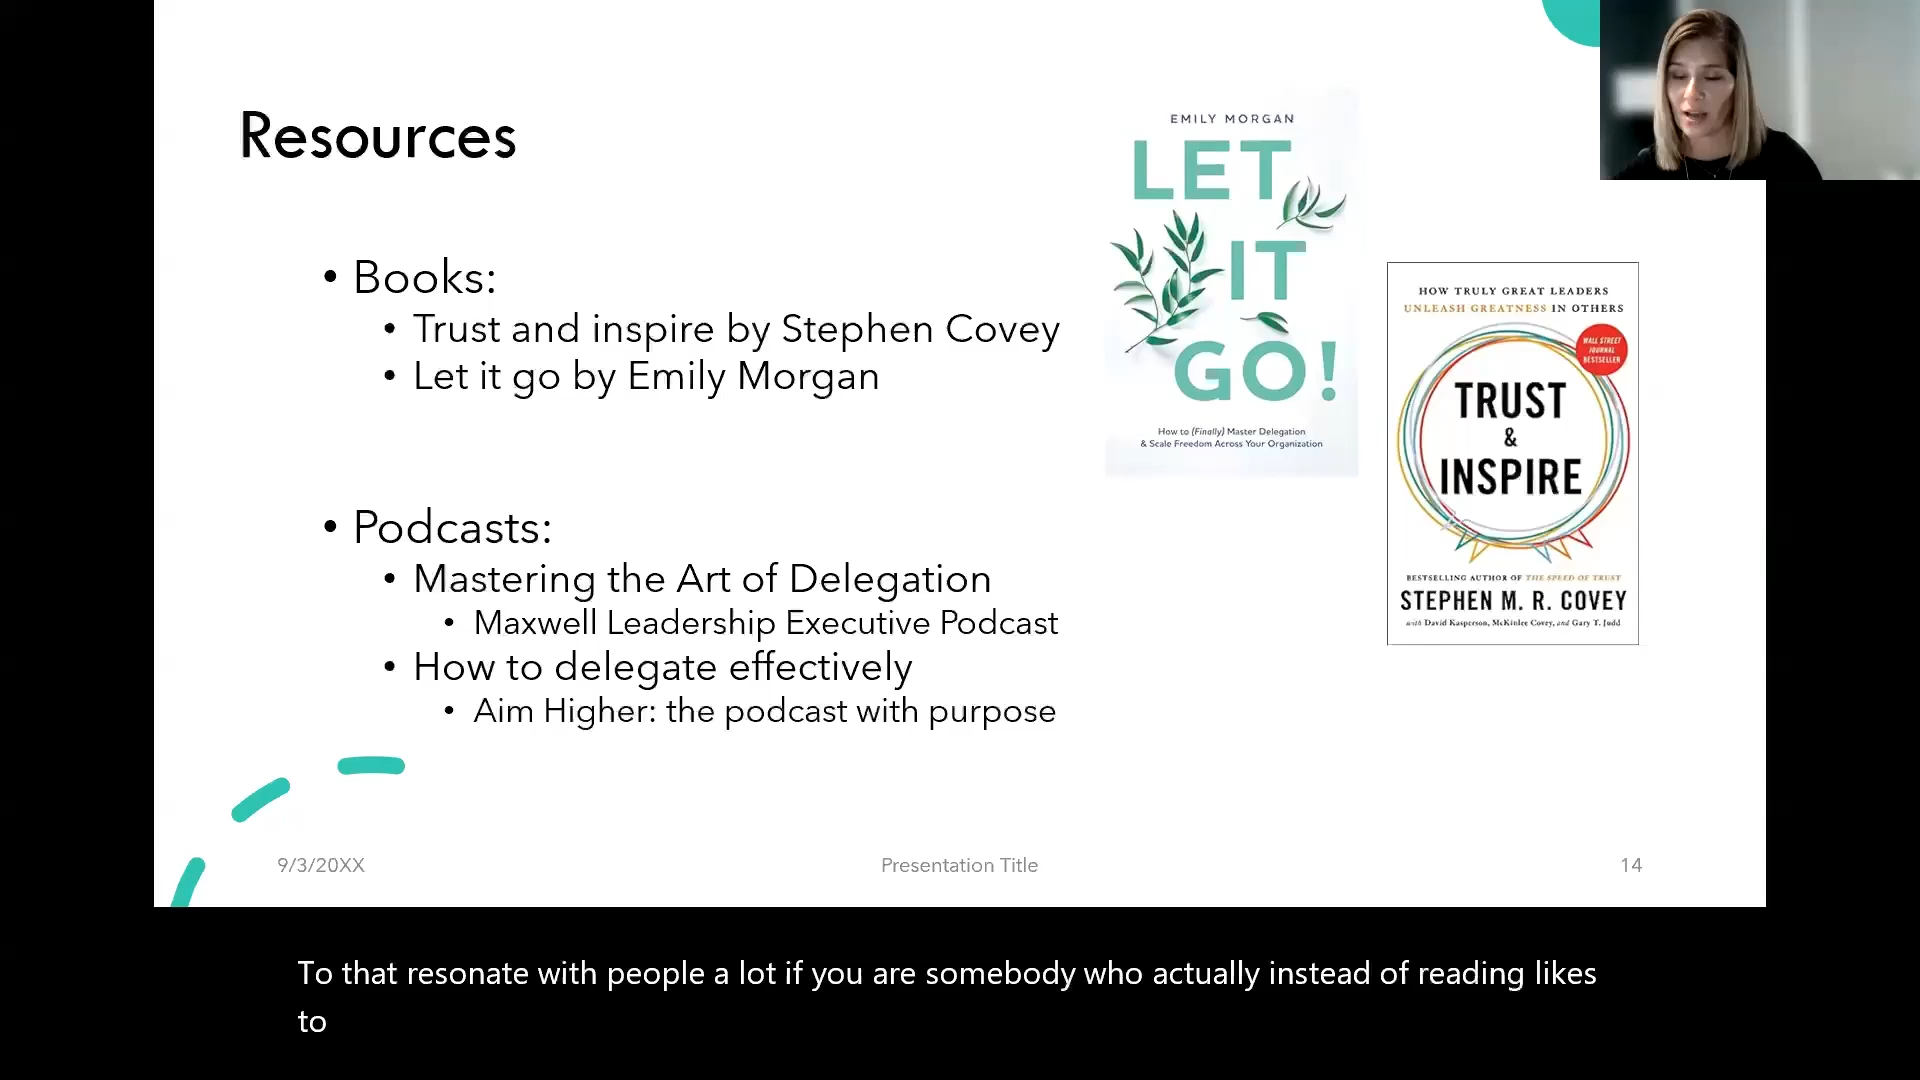 Resources
• Books:
• Trust and inspire by Stephen Covey
• Let it go by Emily Morgan
• Podcasts:
• Mastering the Art of Delegation
• Maxwell Leadership Executive Podcast
• How to delegate effectively
• Aim Higher: the podcast with purpose
EMILY MORGAN
LET
IT
GO!
How to (Finally) Master Delegation
& Scale Freedom Across Your Organization
HOW TRULY GREAT LEADERS
UNLEASH GREATNESS IN OTHERS
WALL STREET
JOURNAL
BESTSELLER
TRUST
&
INSPIRE
BESTSELLING AUTHOR OF THE SPEED OF TRUST
STEPHEN M. R. COVEY
with David Kasperson, McKinlee Covey, and Gary T. Judd
9/3/20XX
Presentation Title
14
To that resonate with people a lot if you are somebody who actually instead of reading likes
to